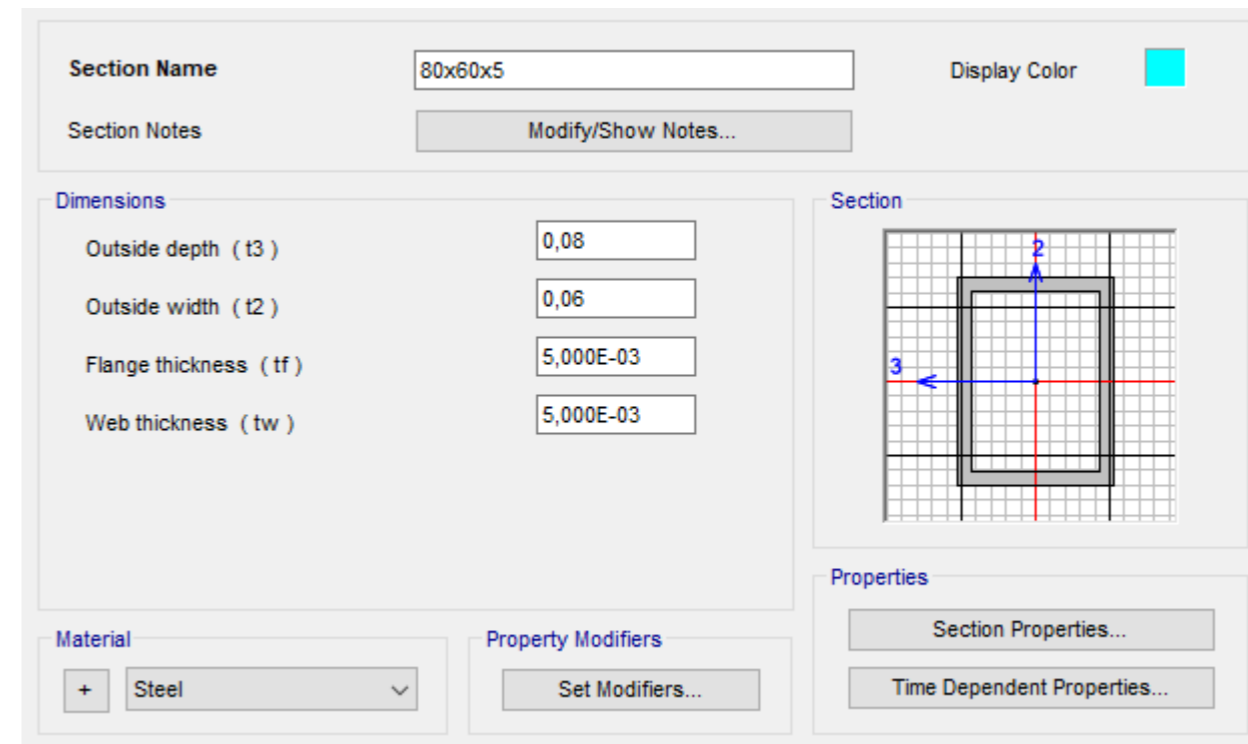 Section Name 80x60x5 Display Color
Section Notes Modify/Show Notes...
Dimensions
Outside depth ( t3 ) 0,08
Outside width ( t2 ) 0,06
Flange thickness ( tf ) 5,000E-03
Web thickness ( tw ) 5,000E-03
Section
2
3
Properties
Section Properties...
Time Dependent Properties...
Material
+ Steel
Property Modifiers
Set Modifiers...